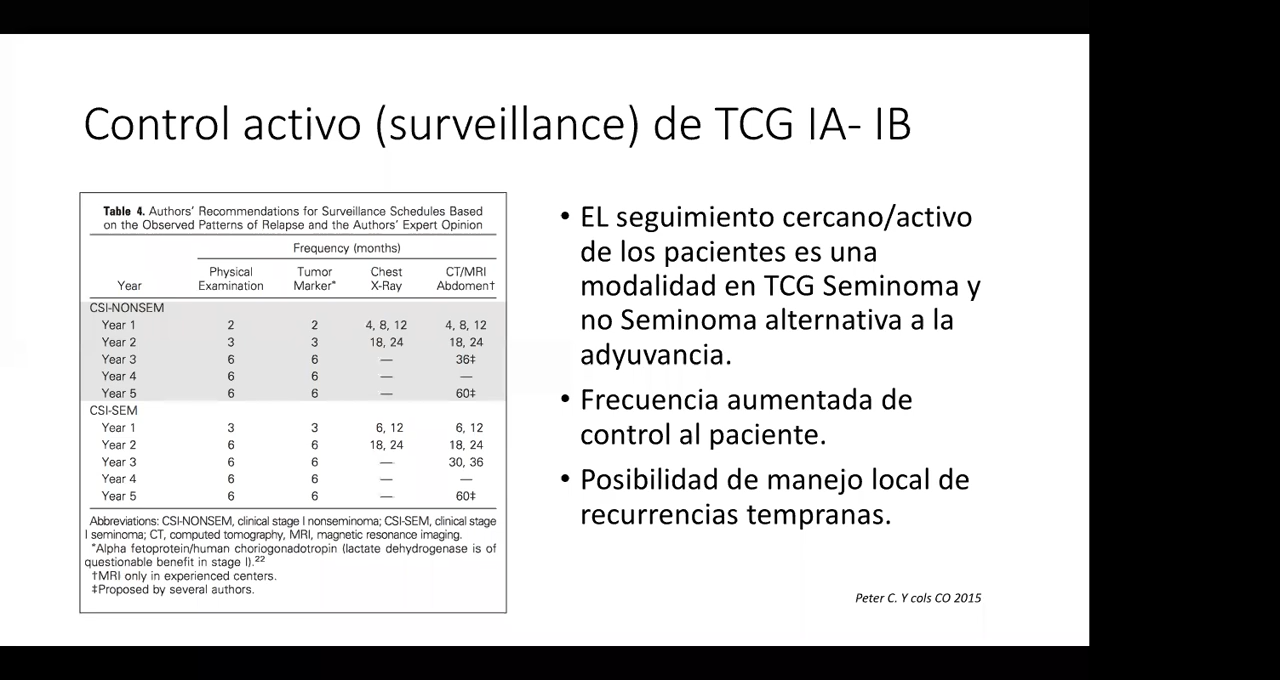 Control activo (surveillance) de TCG IA- IB
Table 4. Authors' Recommendations for Surveillance Schedules Based
on the Observed Patterns of Relapse and the Authors' Expert Opinion
Frequency (months)
Year Physical Examination Tumor Marker* Chest X-Ray CT/MRI Abdomen†
CSI-NONSEM
Year 1 2 2 4, 8, 12 4, 8, 12
Year 2 3 3 18, 24 18, 24
Year 3 6 6 — 36‡
Year 4 6 6 — —
Year 5 6 6 — 60‡
CSI-SEM
Year 1 3 3 6, 12 6, 12
Year 2 6 6 18, 24 18, 24
Year 3 6 6 — 30, 36
Year 4 6 6 — —
Year 5 6 6 — 60‡
Abbreviations: CSI-NONSEM, clinical stage I nonseminoma; CSI-SEM, clinical stage
I seminoma; CT, computed tomography, MRI, magnetic resonance imaging.
*Alpha fetoprotein/human choriogonadotropin (lactate dehydrogenase is of
questionable benefit in stage I).22
†MRI only in experienced centers.
‡Proposed by several authors.
• EL seguimiento cercano/activo
de los pacientes es una
modalidad en TCG Seminoma y
no Seminoma alternativa a la
adyuvancia.
• Frecuencia aumentada de
control al paciente.
• Posibilidad de manejo local de
recurrencias tempranas.
Peter C. Y cols CO 2015